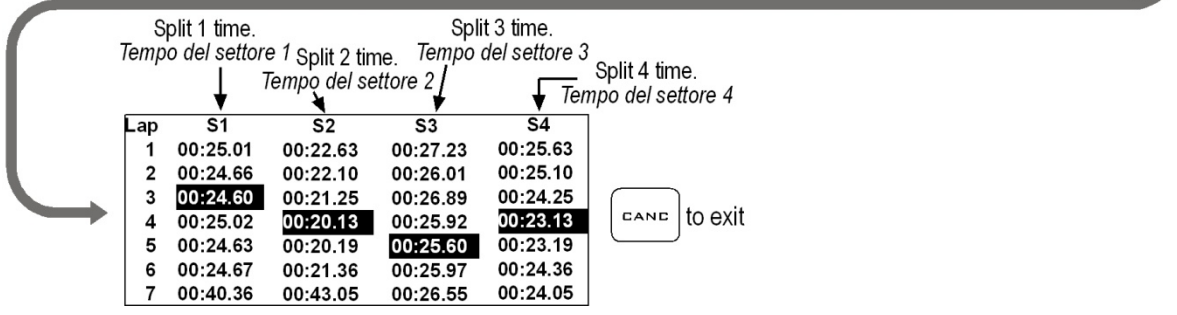 Split 1 time.
Tempo del settore 1
Split 2 time.
Tempo del settore 2
Split 3 time.
Tempo del settore 3
Split 4 time.
Tempo del settore 4
Lap S1 S2 S3 S4
1 00:25.01 00:22.63 00:27.23 00:25.63
2 00:24.66 00:22.10 00:26.01 00:25.10
3 00:24.60 00:21.25 00:26.89 00:24.25
4 00:25.02 00:20.13 00:25.92 00:23.13
5 00:24.63 00:20.19 00:25.60 00:23.19
6 00:24.67 00:21.36 00:25.97 00:24.36
7 00:40.36 00:43.05 00:26.55 00:24.05
CANC to exit